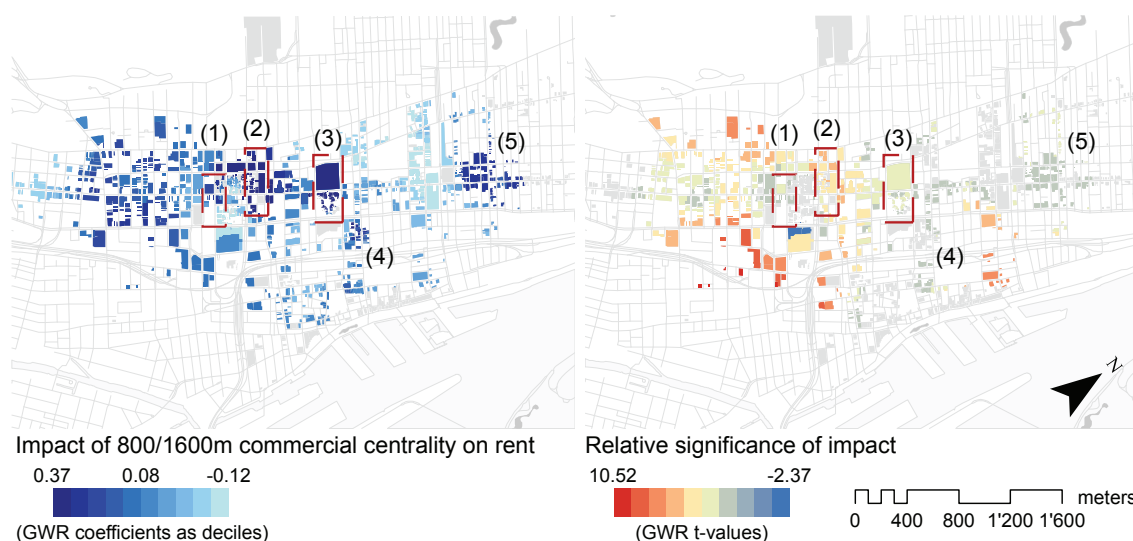 (1) (2) (3) (5) (4)
(1) (2) (3) (5) (4)
N
Impact of 800/1600m commercial centrality on rent
0.37 0.08 -0.12
(GWR coefficients as deciles)
Relative significance of impact
10.52 -2.37
(GWR t-values)
meters
0 400 800 1'200 1'600